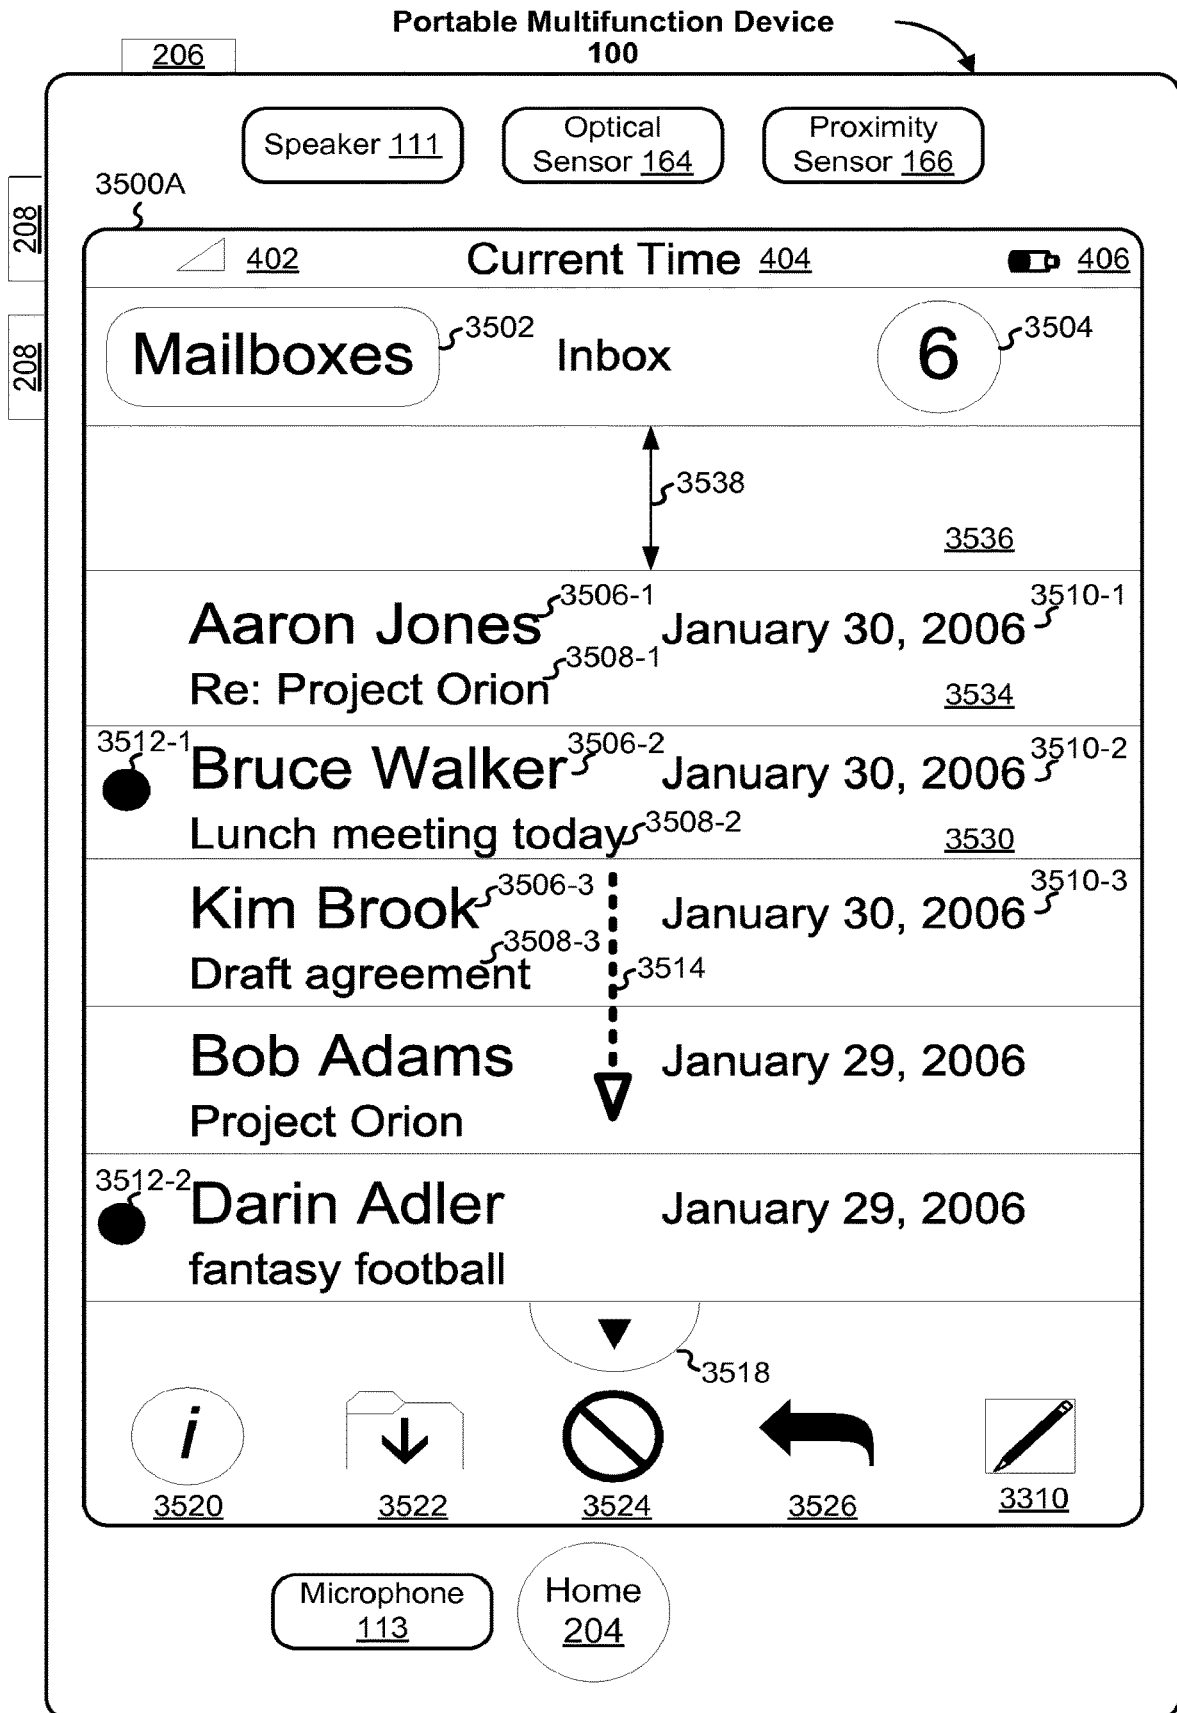 Portable Multifunction Device
100
206
Speaker 111
Optical
Sensor 164
Proximity
Sensor 166
3500A
208
208
402
Current Time 404
406
Mailboxes
3502
Inbox
6
3504
3538
3536
Aaron Jones
3506-1
January 30, 2006
3510-1
Re: Project Orion
3508-1
3534
3512-1
Bruce Walker
3506-2
January 30, 2006
3510-2
Lunch meeting today
3508-2
3530
Kim Brook
3506-3
January 30, 2006
3510-3
Draft agreement
3508-3
3514
Bob Adams
January 29, 2006
Project Orion
3512-2
Darin Adler
January 29, 2006
fantasy football
3518
i
3520
3522
3524
3526
3310
Microphone
113
Home
204